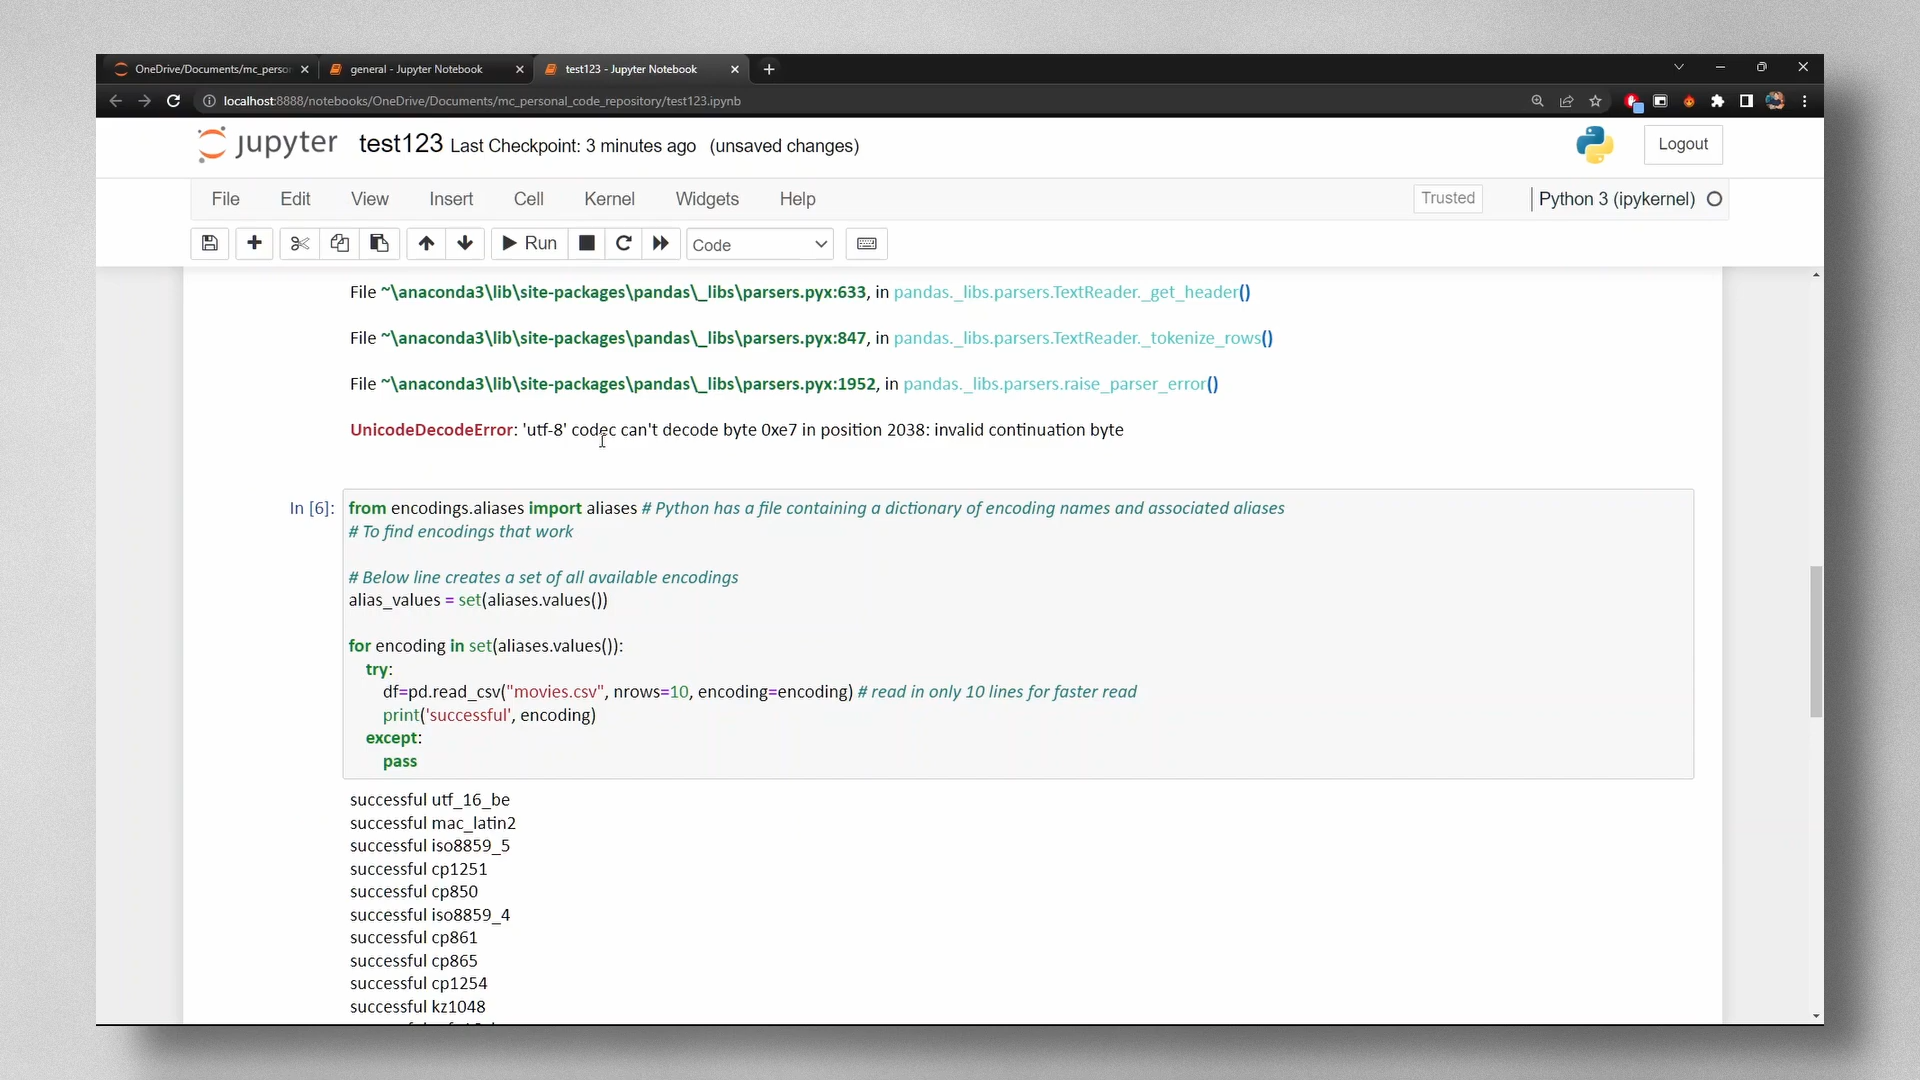 OneDrive/Documents/mc_perso
general - Jupyter Notebook
test123 - Jupyter Notebook
localhost:8888/notebooks/OneDrive/Documents/mc_personal_code_repository/test123.ipynb
jupyter test123 Last Checkpoint: 3 minutes ago (unsaved changes)
Logout
File Edit View Insert Cell Kernel Widgets Help
Trusted
Python 3 (ipykernel)
Run
Code
File ~\anaconda3\lib\site-packages\pandas\_libs\parsers.pyx:633, in pandas._libs.parsers.TextReader._get_header()
File ~\anaconda3\lib\site-packages\pandas\_libs\parsers.pyx:847, in pandas._libs.parsers.TextReader._tokenize_rows()
File ~\anaconda3\lib\site-packages\pandas\_libs\parsers.pyx:1952, in pandas._libs.parsers.raise_parser_error()
UnicodeDecodeError: 'utf-8' codec can't decode byte 0xe7 in position 2038: invalid continuation byte
In [6]: from encodings.aliases import aliases # Python has a file containing a dictionary of encoding names and associated aliases
# To find encodings that work
# Below line creates a set of all available encodings
alias_values = set(aliases.values())
for encoding in set(aliases.values()):
try:
df=pd.read_csv("movies.csv", nrows=10, encoding=encoding) # read in only 10 lines for faster read
print('successful', encoding)
except:
pass
successful utf_16_be
successful mac_latin2
successful iso8859_5
successful cp1251
successful cp850
successful iso8859_4
successful cp861
successful cp865
successful cp1254
successful kz1048